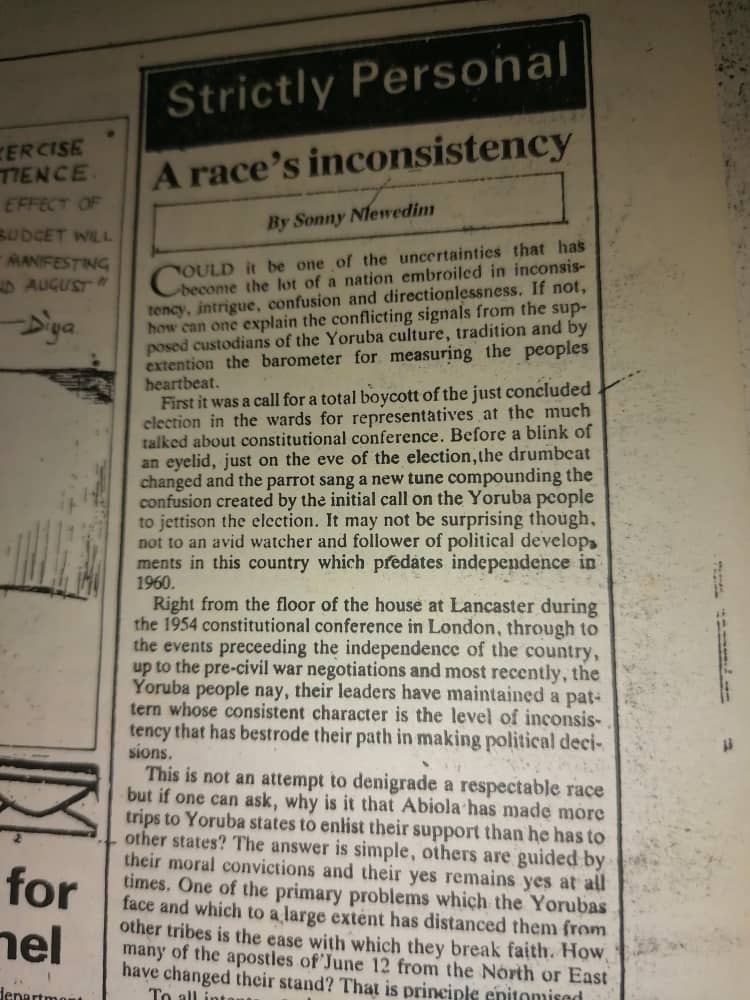 ERCISE
TIENCE.
EFFECT OF
BUDGET WILL
MANIFESTING
D AUGUST"
—Diya
for
nel
department
Strictly Personal
A race's inconsistency
By Sonny Nlewedim
COULD it be one of the uncertainties that has
become the lot of a nation embroiled in inconsis-
tency, intrigue, confusion and directionlessness. If not,
how can one explain the conflicting signals from the sup-
posed custodians of the Yoruba culture, tradition and by
extention the barometer for measuring the peoples
heartbeat.
First it was a call for a total boycott of the just concluded
election in the wards for representatives at the much
talked about constitutional conference. Before a blink of
an eyelid, just on the eve of the election,the drumbeat
changed and the parrot sang a new tune compounding the
confusion created by the initial call on the Yoruba people
to jettison the election. It may not be surprising though,
not to an avid watcher and follower of political develop
ments in this country which predates independence in
1960.
Right from the floor of the house at Lancaster during
the 1954 constitutional conference in London, through to
the events preceeding the independence of the country,
up to the pre-civil war negotiations and most recently, the
Yoruba people nay, their leaders have maintained a pat-
tern whose consistent character is the level of inconsis-
tency that has bestrode their path in making political deci-
sions.
This is not an attempt to denigrade a respectable race
but if one can ask, why is it that Abiola has made more
trips to Yoruba states to enlist their support than he has to
other states? The answer is simple, others are guided by
their moral convictions and their yes remains yes at all
times. One of the primary problems which the Yorubas
face and which to a large extent has distanced them from
other tribes is the ease with which they break faith. How
many of the apostles of June 12 from the North or East
have changed their stand? That is principle epitomised.
To all